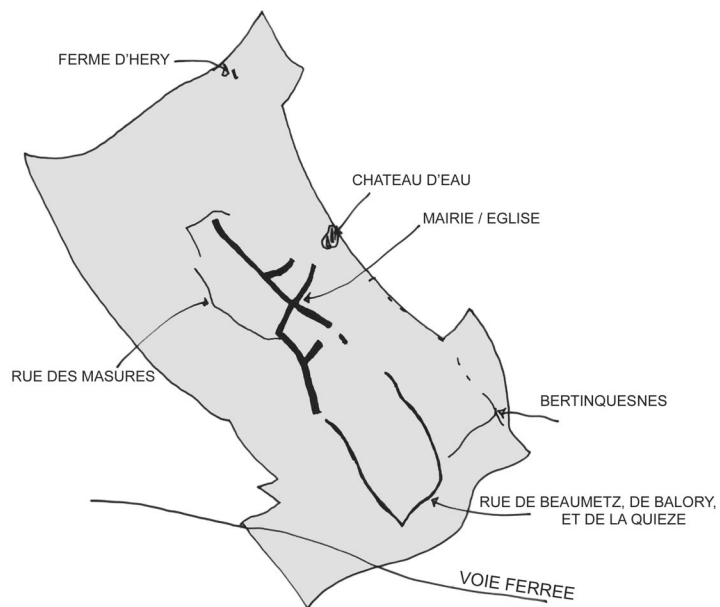 FERME D'HERY
CHATEAU D'EAU
MAIRIE / EGLISE
RUE DES MASURES
BERTINQUESNES
RUE DE BEAUMETZ, DE BALORY,
ET DE LA QUIEZE
VOIE FERREE